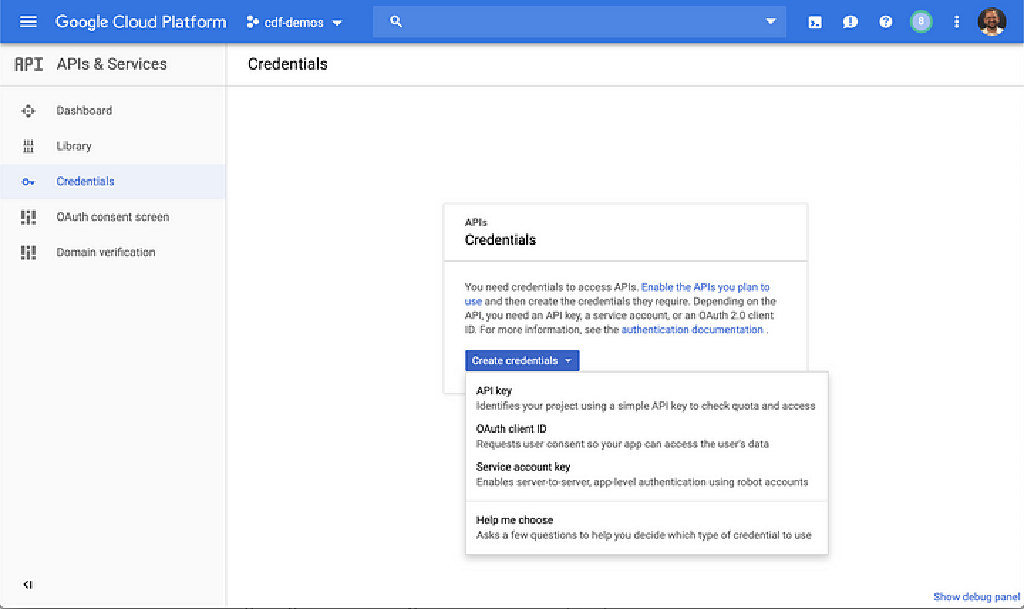 Google Cloud Platform
cdf-demos
8
API
APIs & Services
Credentials
Dashboard
Library
Credentials
OAuth consent screen
Domain verification
APIs
Credentials
You need credentials to access APIs. Enable the APIs you plan to
use and then create the credentials they require. Depending on the
API, you need an API key, a service account, or an OAuth 2.0 client
ID. For more information, see the authentication documentation .
Create credentials
API key
Identifies your project using a simple API key to check quota and access
OAuth client ID
Requests user consent so your app can access the user's data
Service account key
Enables server-to-server, app-level authentication using robot accounts
Help me choose
Asks a few questions to help you decide which type of credential to use
Show debug panel